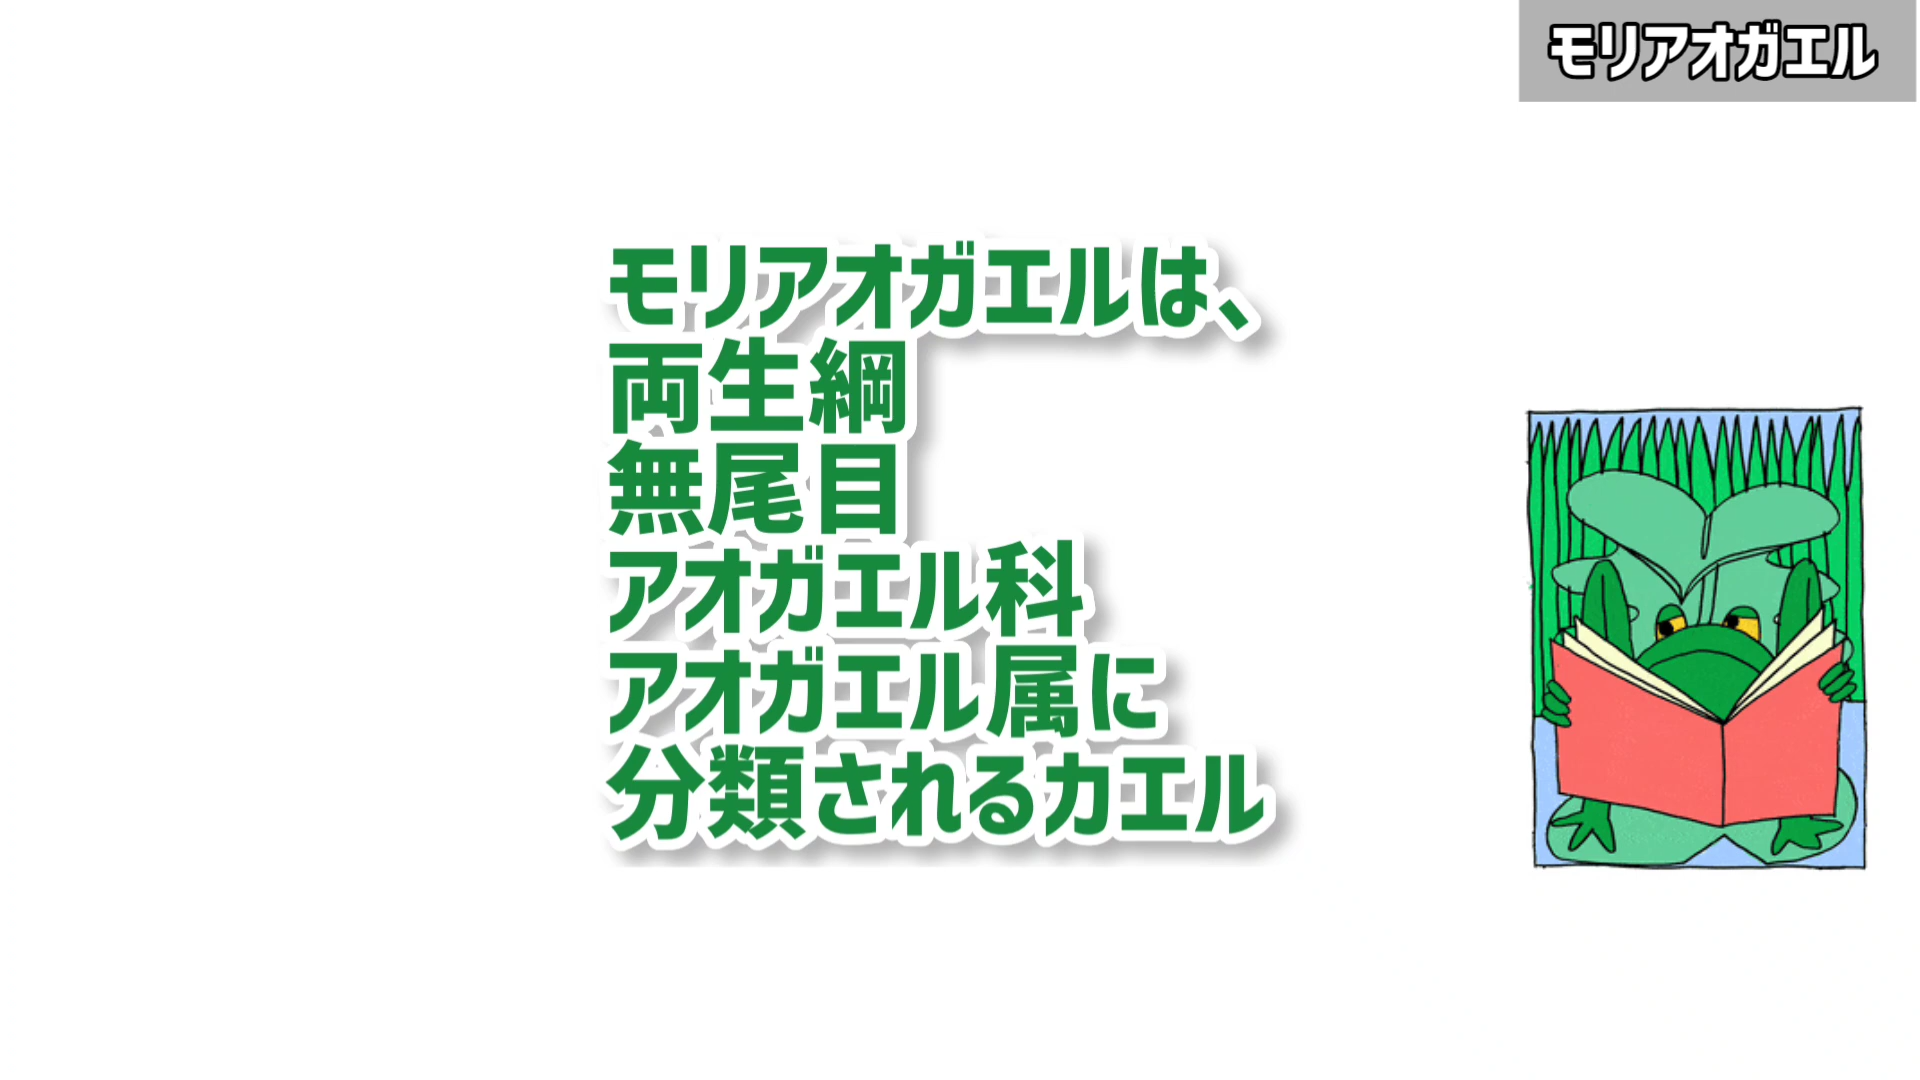 モリアオガエル
モリアオガエルは、
両生綱
無尾目
アオガエル科
アオガエル属に
分類されるカエル